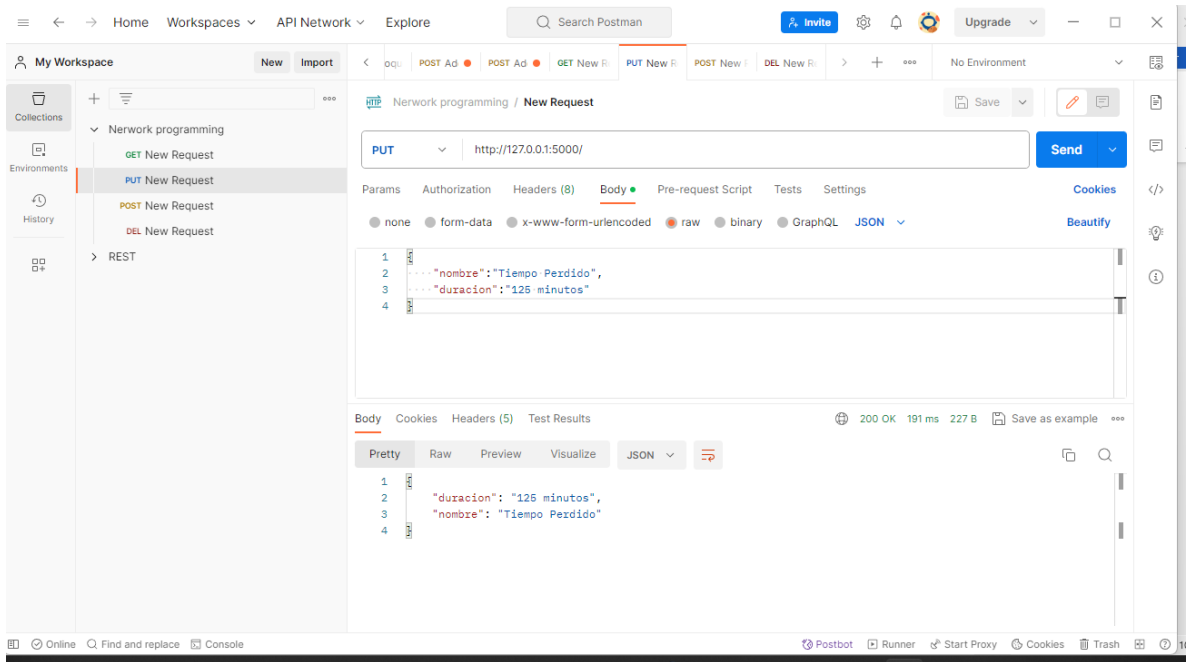 Home Workspaces API Network Explore Search Postman Invite Upgrade
My Workspace New Import POST Ad POST Ad GET New R PUT New R POST New DEL New R No Environment
Collections
Nerwork programming
GET New Request
PUT New Request
POST New Request
DEL New Request
REST
Environments
History
HTTP Nerwork programming / New Request Save
PUT http://127.0.0.1:5000/ Send
Params Authorization Headers (8) Body Pre-request Script Tests Settings Cookies
none form-data x-www-form-urlencoded raw binary GraphQL JSON Beautify
1 {
2 "nombre":"Tiempo Perdido",
3 "duracion":"125 minutos"
4 }
Body Cookies Headers (5) Test Results 200 OK 191 ms 227 B Save as example
Pretty Raw Preview Visualize JSON
1 {
2 "duracion": "125 minutos",
3 "nombre": "Tiempo Perdido"
4 }
Online Find and replace Console Postbot Runner Start Proxy Cookies Trash